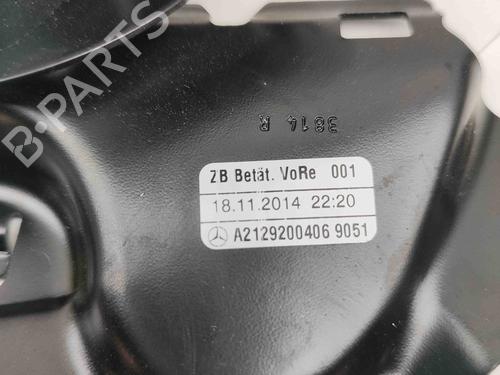 3814 R
ZB Betät. VoRe 001
18.11.2014 22:20
A2129200406 9051
B-PARTS